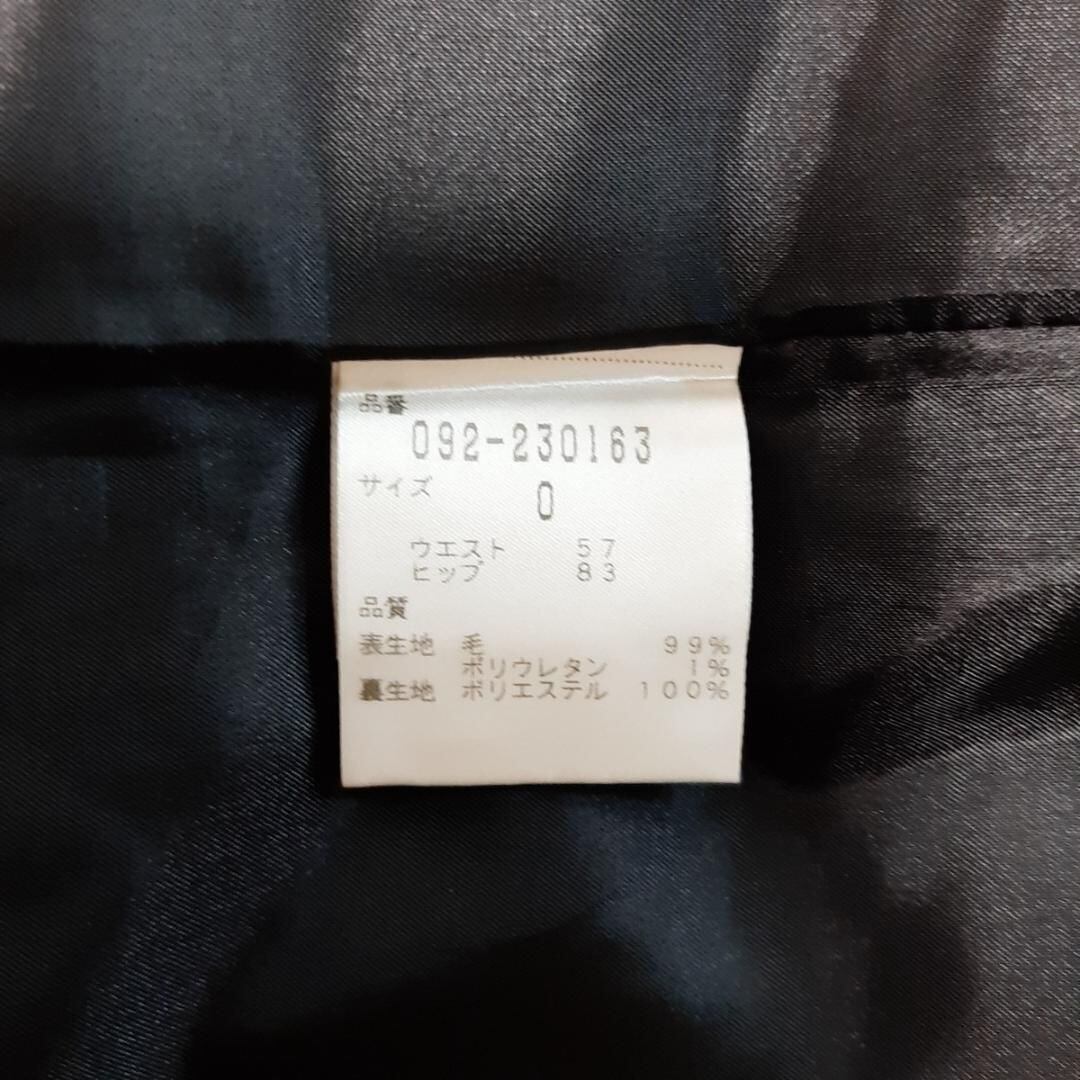 品番
092-230163
サイズ
0
ウエスト 57
ヒップ 83
品質
表生地 毛 99%
ポリウレタン 1%
裏生地 ポリエステル 100%